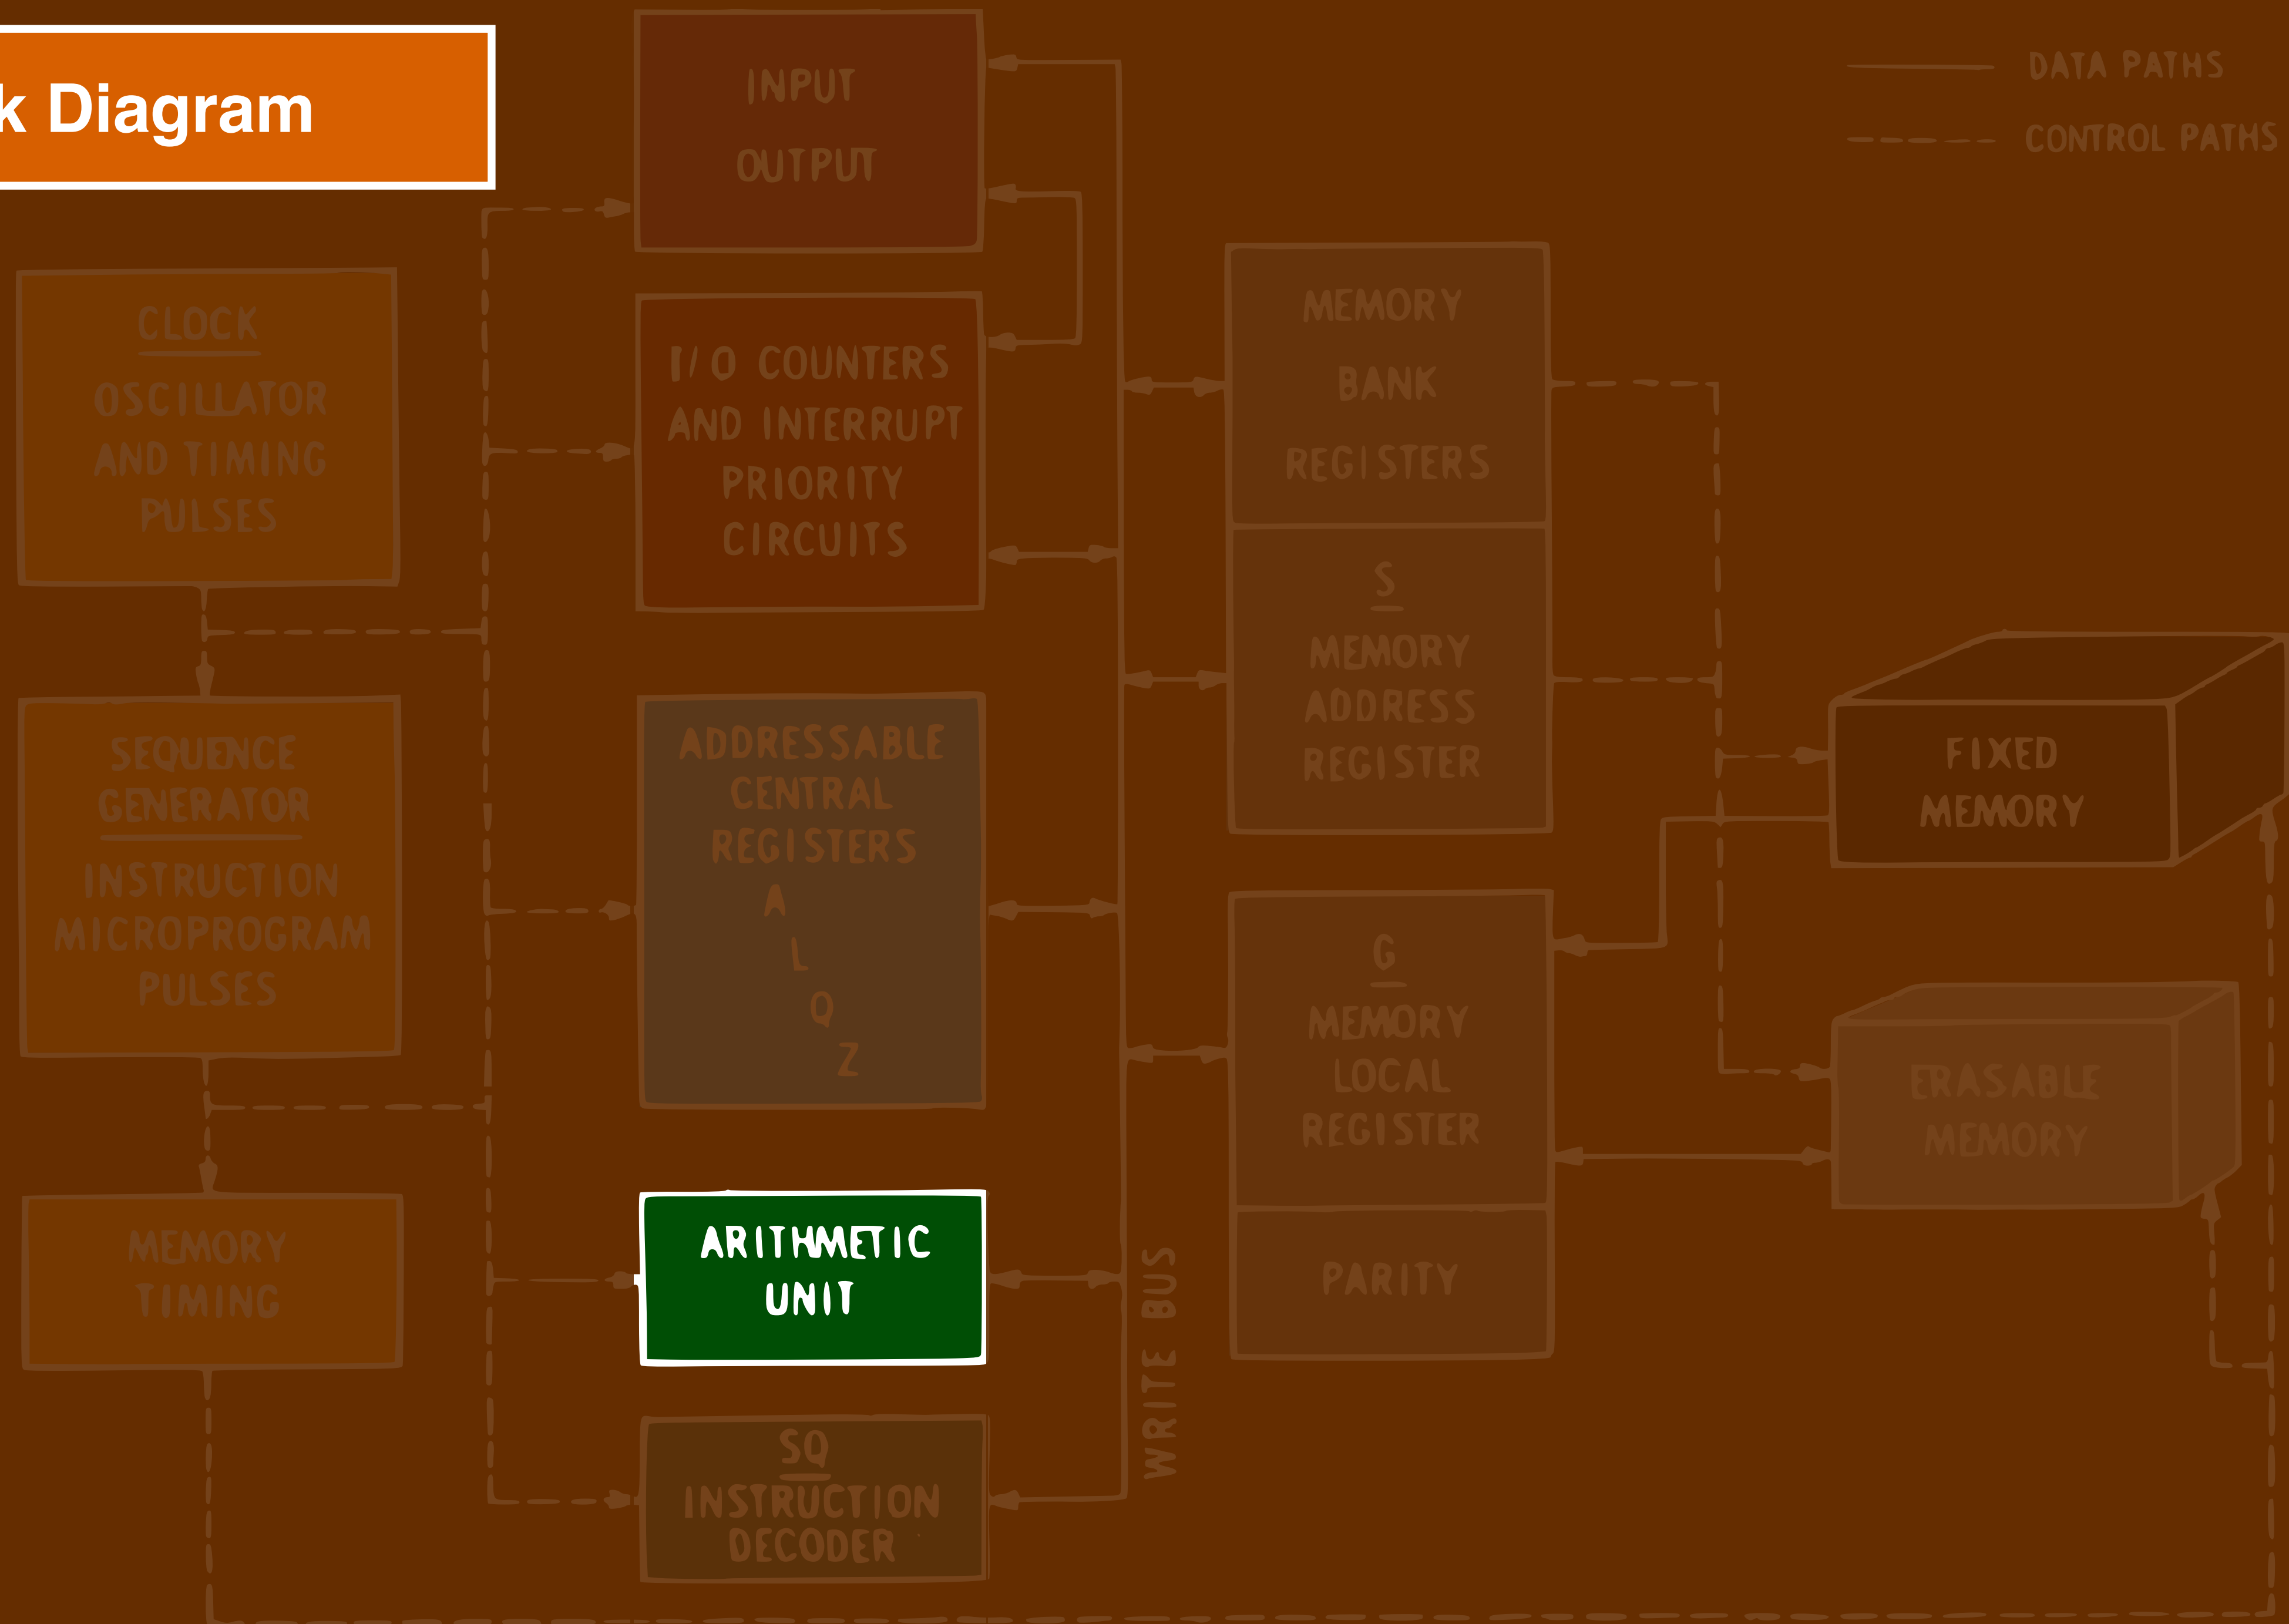 k Diagram
INPUT
OUTPUT
DATA PATHS
CONTROL PATHS
CLOCK
OSCILLATOR
AND TIMING
PULSES
I/O COUNTERS
AND INTERRUPT
PRIORITY
CIRCUITS
MEMORY
BANK
REGISTERS
S
MEMORY
ADDRESS
REGISTER
SEQUENCE
GENERATOR
INSTRUCTION
MICROPROGRAM
PULSES
ADDRESSABLE
CENTRAL
REGISTERS
A
L
Q
Z
FIXED
MEMORY
G
MEMORY
LOCAL
REGISTER
PARITY
ERASABLE
MEMORY
MEMORY
TIMING
ARITHMETIC
UNIT
WRITE BUSS
SQ
INSTRUCTION
DECODER